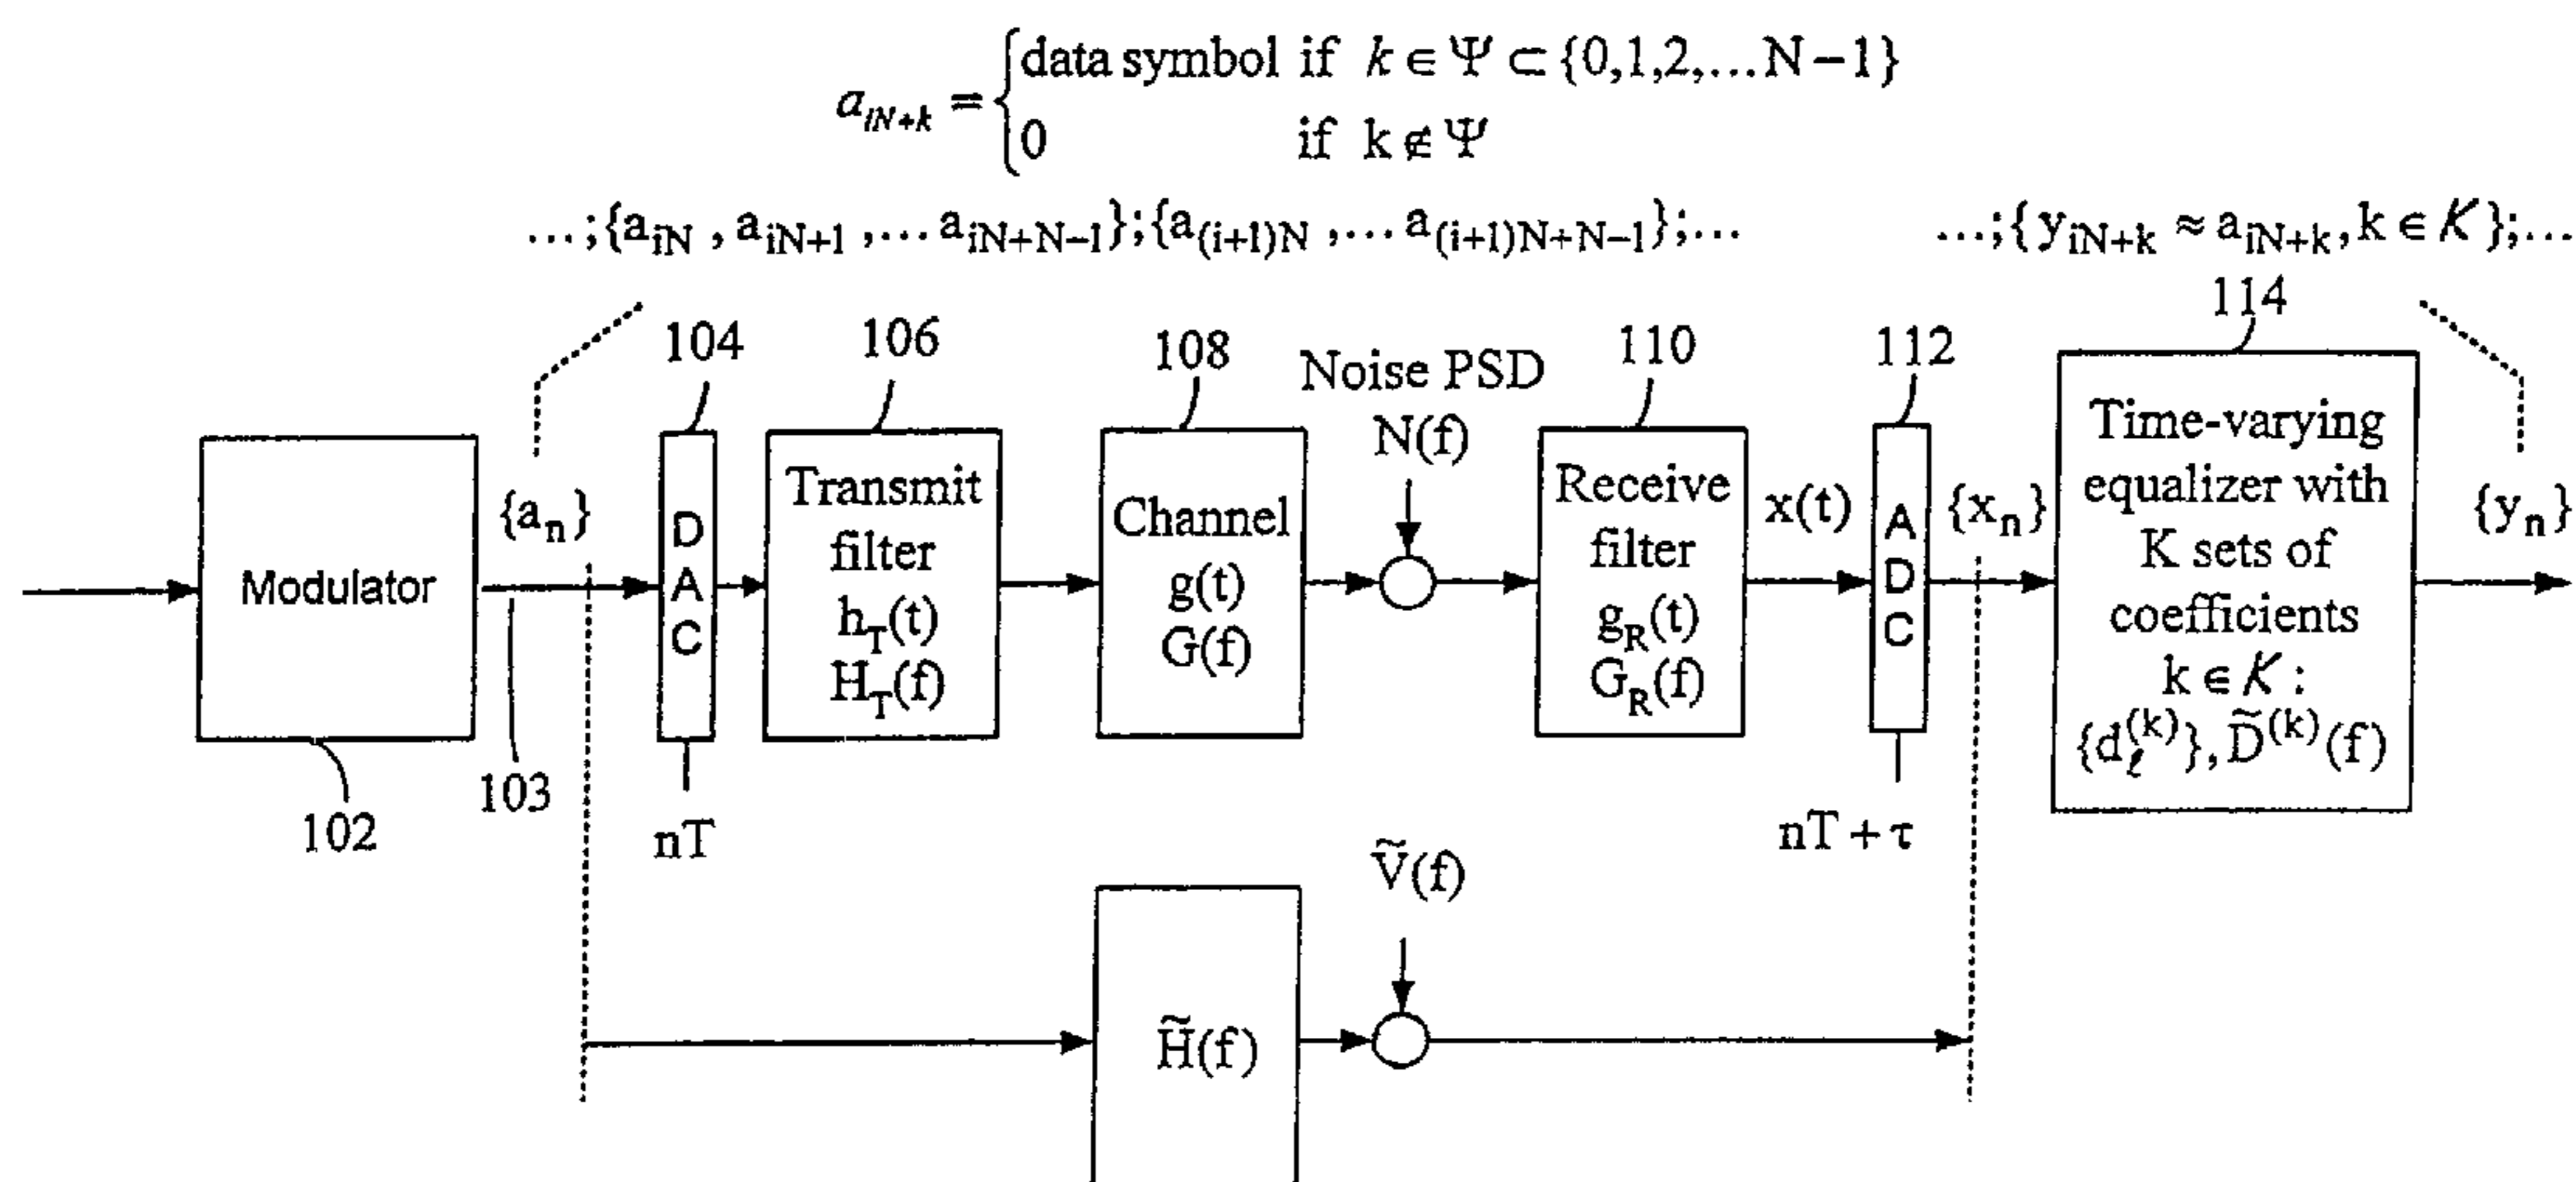 a_{iN+k} = { data symbol if k ∈ Ψ ⊂ {0,1,2,...N−1}
0 if k ∉ Ψ
...;{a_{iN} , a_{iN+1} ,... a_{iN+N−1}};{a_{(i+1)N} ,... a_{(i+1)N+N−1}};...
...;{y_{iN+k} ≈ a_{iN+k}, k ∈ K};...
104
106
108
Noise PSD
N(f)
110
112
114
Modulator
102
{a_n}
103
D
A
C
nT
Transmit
filter
h_T(t)
H_T(f)
Channel
g(t)
G(f)
Receive
filter
g_R(t)
G_R(f)
x(t)
A
D
C
nT + τ
{x_n}
Time-varying
equalizer with
K sets of
coefficients
k ∈ K :
{d_ℓ^{(k)}}, D̃^{(k)}(f)
{y_n}
Ṽ(f)
H̃(f)